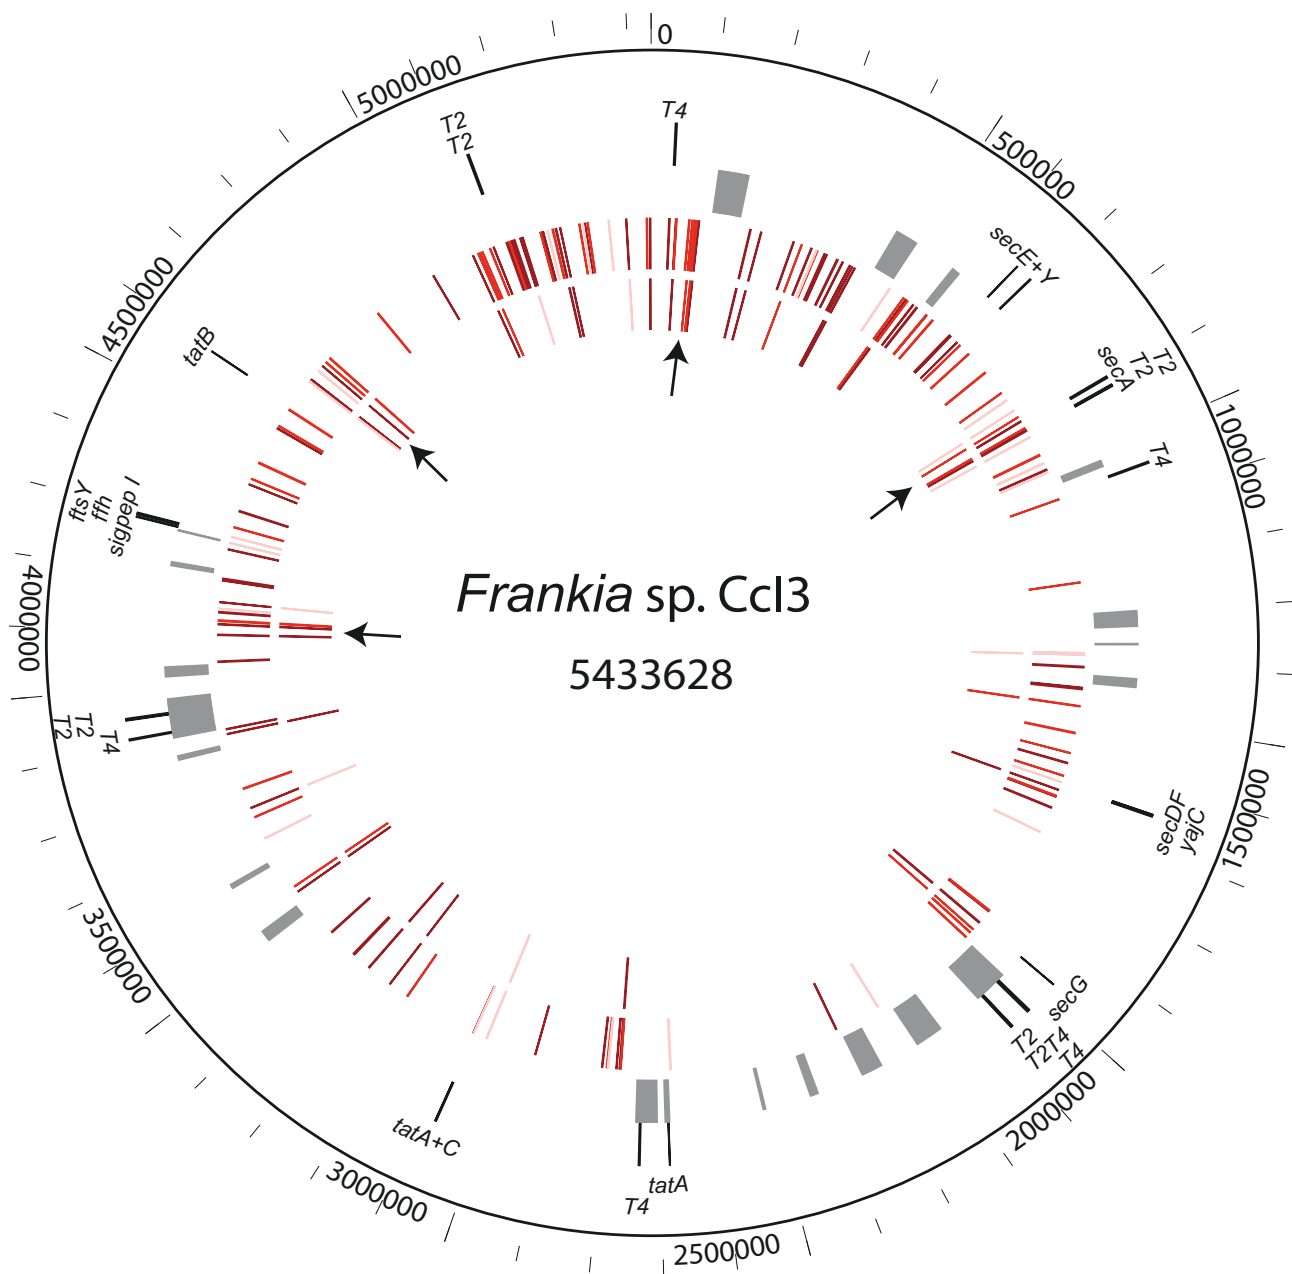 0
500000
1000000
1500000
2000000
2500000
3000000
3500000
4000000
4500000
5000000
T4
secE+Y
T2
T2
secA
T4
secDF
yajC
secG
T2
T2T4
T4
tatA
T4
tatA+C
T4
T2
T2
ftsY
ffh
sigpep I
tatB
T2
T2
Frankia sp. CcI3
5433628